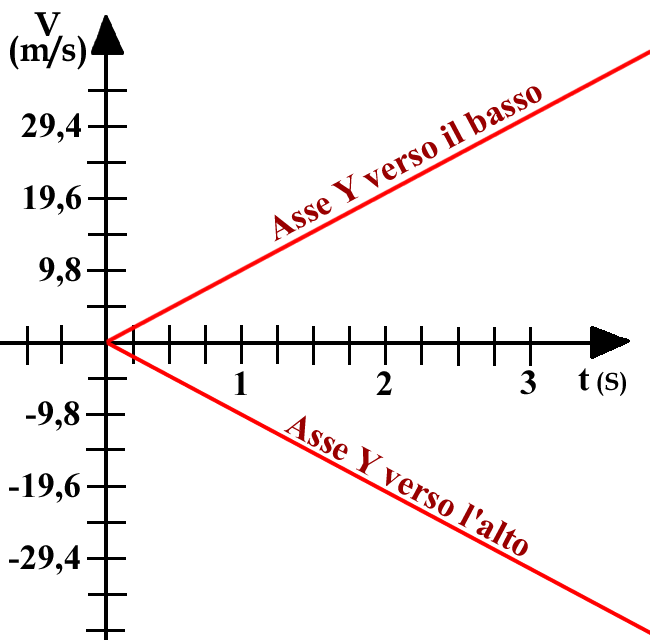 V
(m/s)
29,4
19,6
9,8
-9,8
-19,6
-29,4
1
2
3
t (s)
Asse Y verso il basso
Asse Y verso l'alto